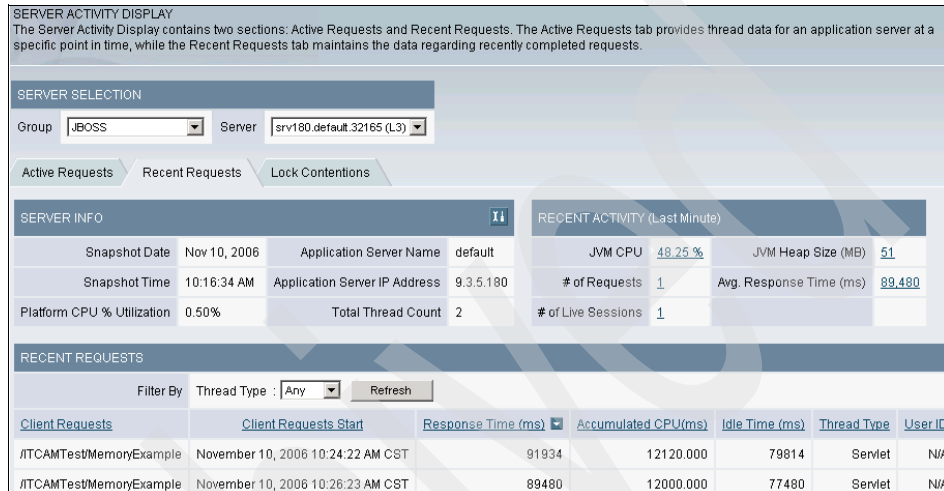 SERVER ACTIVITY DISPLAY
The Server Activity Display contains two sections: Active Requests and Recent Requests. The Active Requests tab provides thread data for an application server at a
specific point in time, while the Recent Requests tab maintains the data regarding recently completed requests.
SERVER SELECTION
Group JBOSS Server srv180.default.32165 (L3)
Active Requests Recent Requests Lock Contentions
SERVER INFO RECENT ACTIVITY (Last Minute)
Snapshot Date Nov 10, 2006 Application Server Name default JVM CPU 48.25 % JVM Heap Size (MB) 51
Snapshot Time 10:16:34 AM Application Server IP Address 9.3.5.180 # of Requests 1 Avg. Response Time (ms) 89,480
Platform CPU % Utilization 0.50% Total Thread Count 2 # of Live Sessions 1
RECENT REQUESTS
Filter By Thread Type : Any Refresh
Client Requests Client Requests Start Response Time (ms) Accumulated CPU(ms) Idle Time (ms) Thread Type User ID
/ITCAMTest/MemoryExample November 10, 2006 10:24:22 AM CST 91934 12120.000 79814 Servlet N/A
/ITCAMTest/MemoryExample November 10, 2006 10:26:23 AM CST 89480 12000.000 77480 Servlet N/A